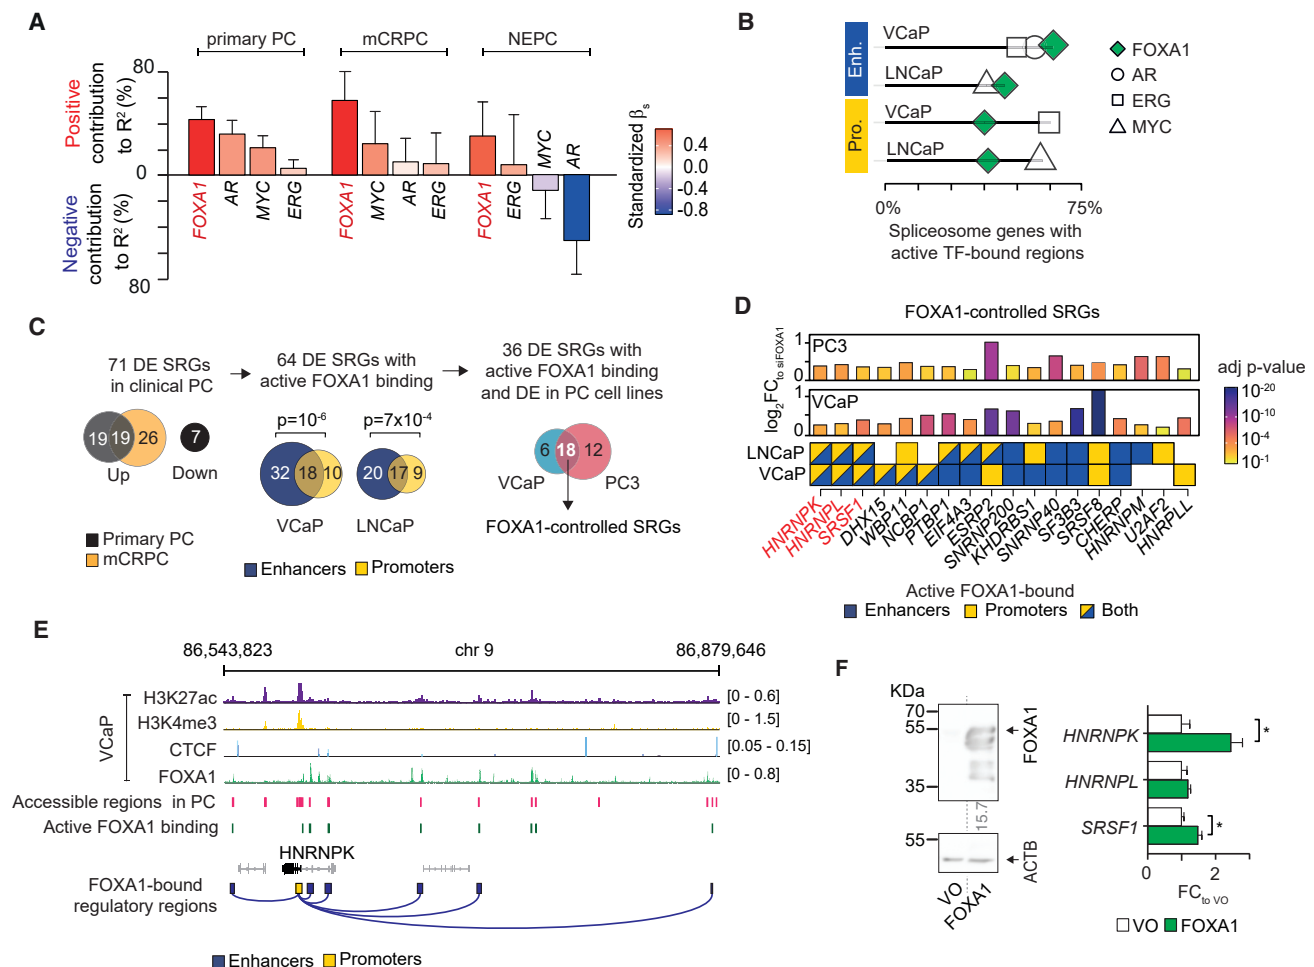 A
primary PC
mCRPC
NEPC
Positive
contribution
to R² (%)
Negative
contribution
to R² (%)
80
0
80
FOXA1
AR
MYC
ERG
FOXA1
MYC
AR
ERG
FOXA1
ERG
MYC
AR
Standardized βs
0.4
0.0
-0.4
-0.8
B
Enh.
Pro.
VCaP
LNCaP
VCaP
LNCaP
FOXA1
AR
ERG
MYC
0%
75%
Spliceosome genes with
active TF-bound regions
C
71 DE SRGs
in clinical PC
64 DE SRGs with
active FOXA1 binding
36 DE SRGs with
active FOXA1 binding
and DE in PC cell lines
19 19 26
7
Up
Down
Primary PC
mCRPC
p=10-6
p=7x10-4
32 18 10
20 17 9
VCaP
LNCaP
Enhancers
Promoters
6 18 12
VCaP
PC3
FOXA1-controlled SRGs
D
FOXA1-controlled SRGs
log2FC to siFOXA1
1
0
PC3
1
0
VCaP
LNCaP
VCaP
HNRNPK
HNRNPL
SRSF1
DHX15
WBP11
NCBP1
PTBP1
EIF4A3
ESRP2
SNRNP200
KHDRBS1
SNRNP40
SF3B3
SRSF8
CHERP
HNRNPM
U2AF2
HNRPLL
adj p-value
10-20
10-10
10-4
10-1
Active FOXA1-bound
Enhancers
Promoters
Both
E
86,543,823
chr 9
86,879,646
VCaP
H3K27ac
[0 - 0.6]
H3K4me3
[0 - 1.5]
CTCF
[0.05 - 0.15]
FOXA1
[0 - 0.8]
Accessible regions in PC
Active FOXA1 binding
HNRNPK
FOXA1-bound
regulatory regions
Enhancers
Promoters
F
KDa
70
55
35
55
FOXA1
15.7
ACTB
VO
FOXA1
HNRNPK
*
HNRNPL
SRSF1
*
0
2
FC to VO
VO
FOXA1